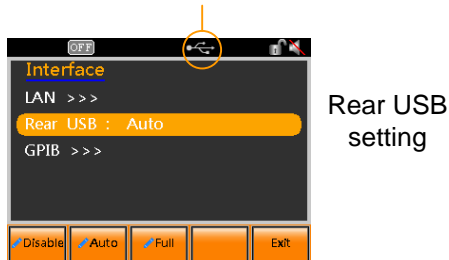 OFF
Interface
LAN >>>
Rear USB : Auto
GPIB >>>
Disable Auto Full Exit
Rear USB
setting